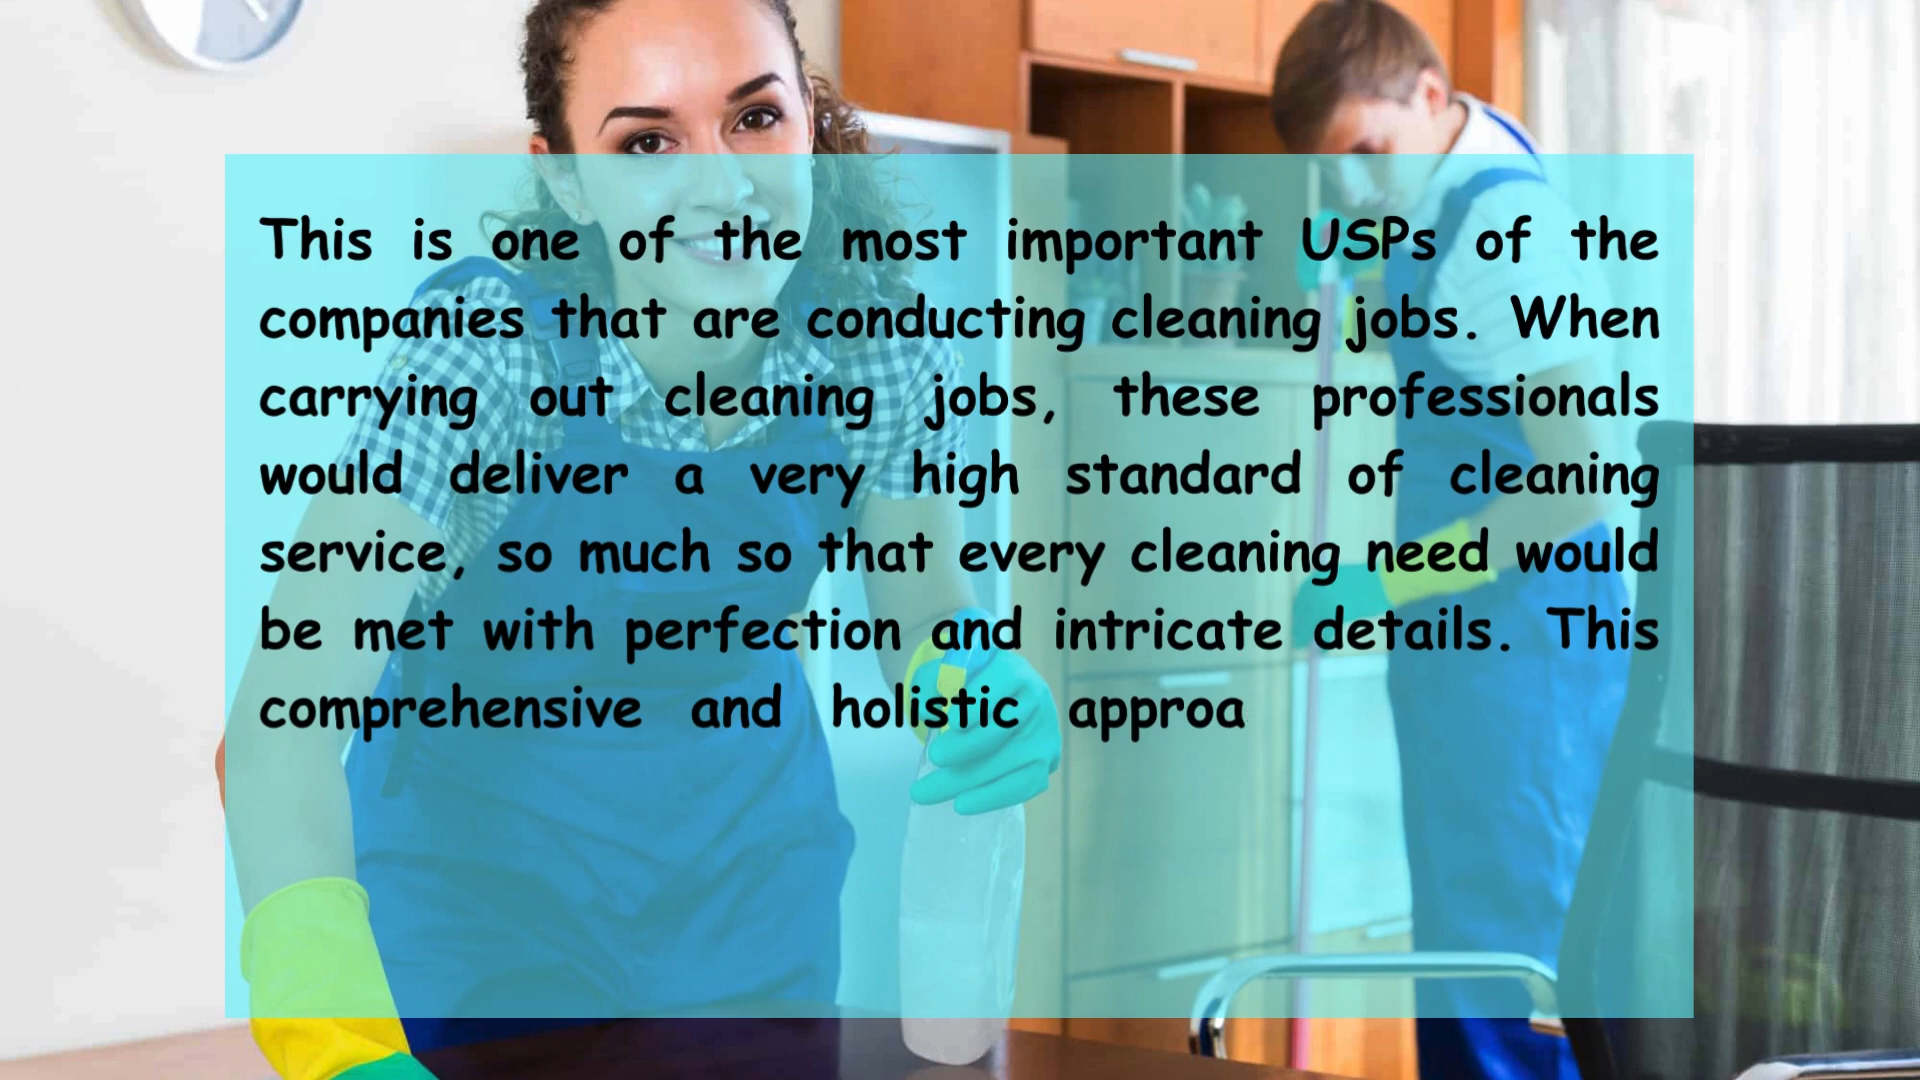 This is one of the most important USPs of the
companies that are conducting cleaning jobs. When
carrying out cleaning jobs, these professionals
would deliver a very high standard of cleaning
service, so much so that every cleaning need would
be met with perfection and intricate details. This
comprehensive and holistic approa